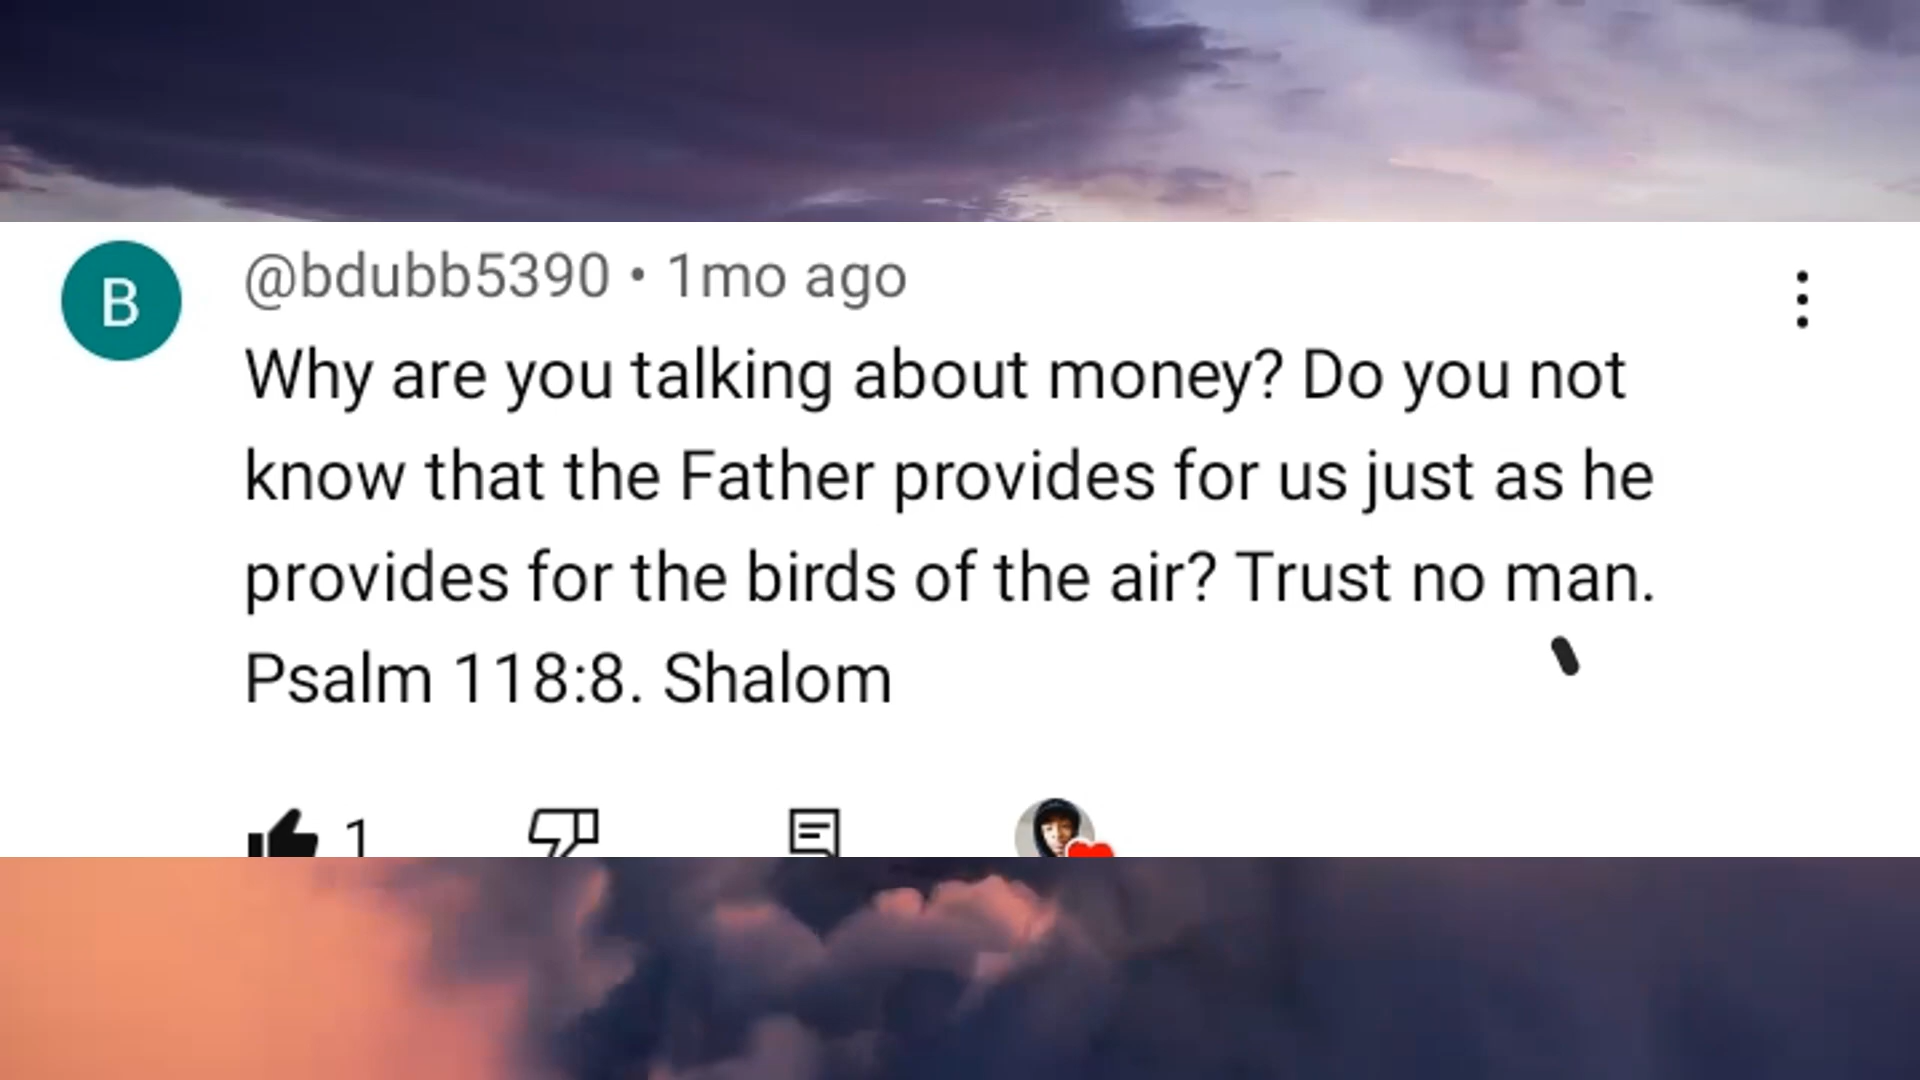 B
@bdubb5390 • 1mo ago
Why are you talking about money? Do you not
know that the Father provides for us just as he
provides for the birds of the air? Trust no man.
Psalm 118:8. Shalom
1